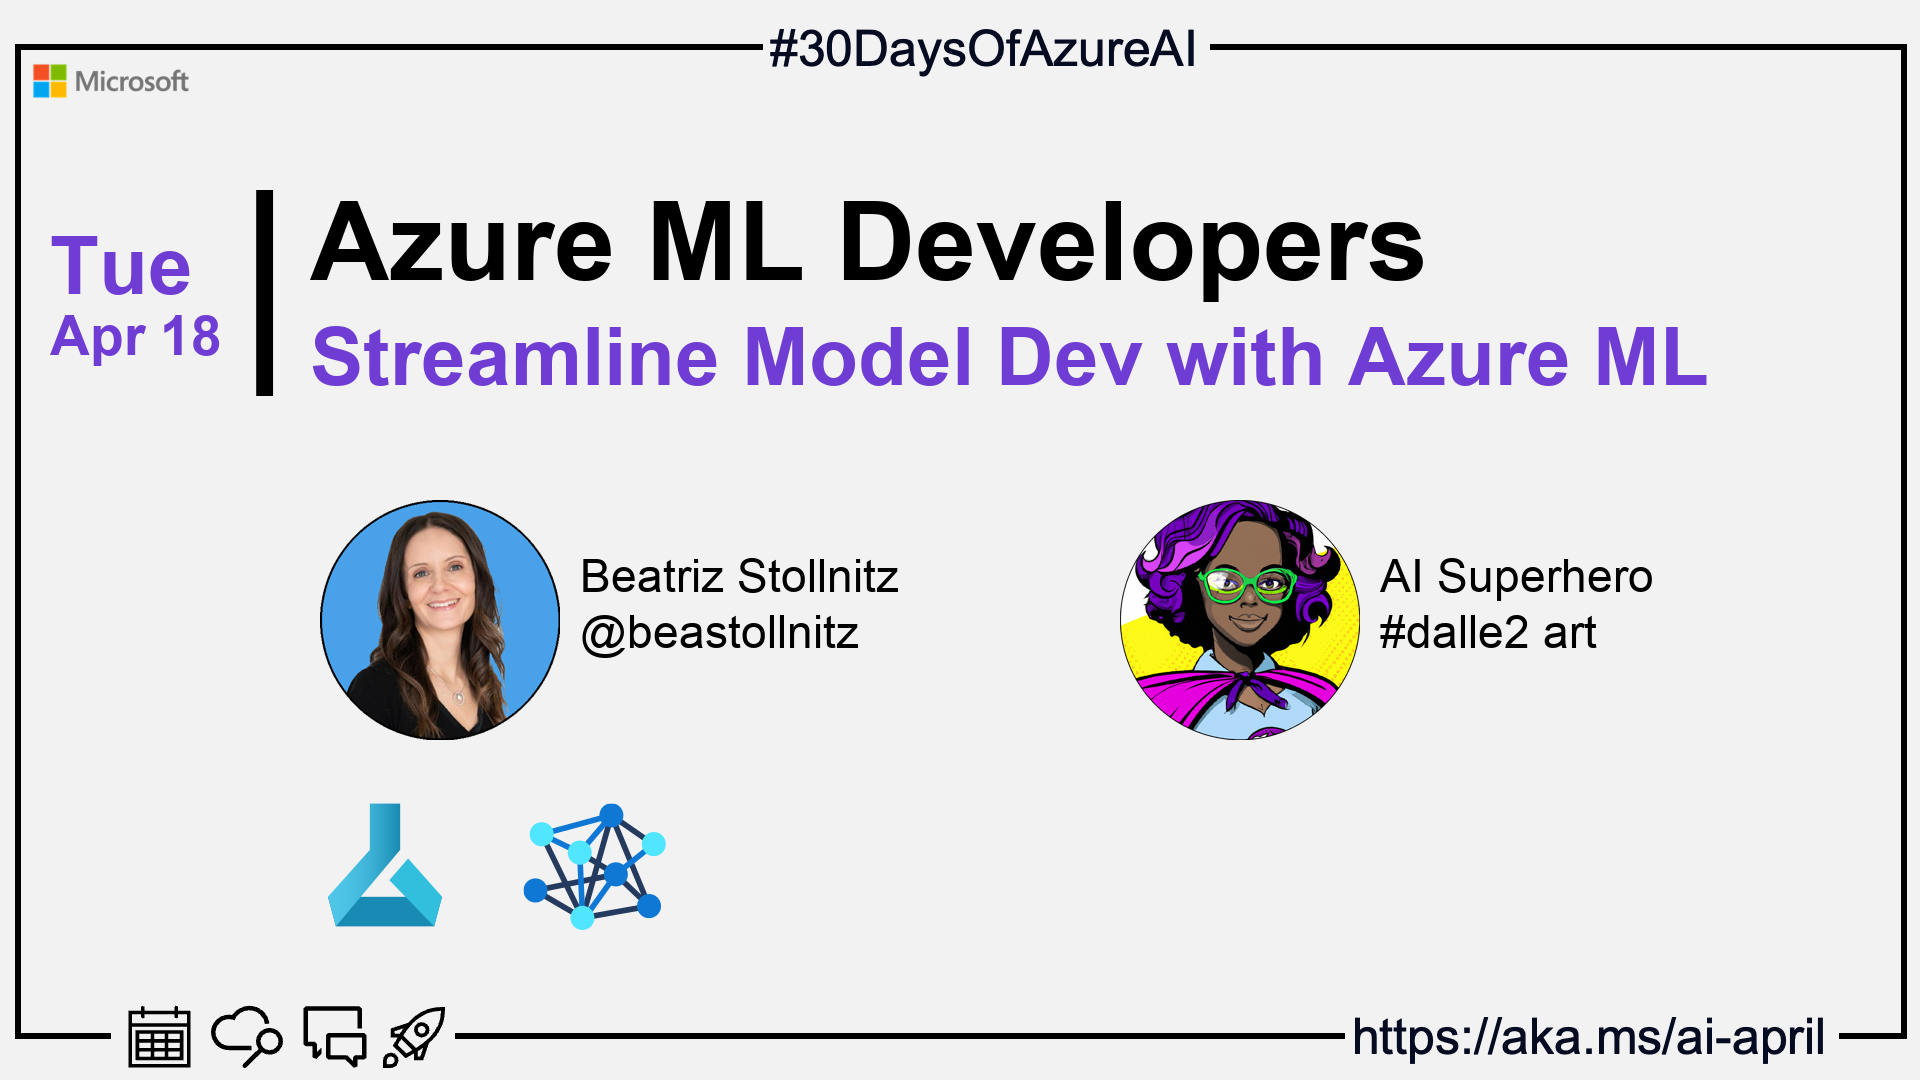 #30DaysOfAzureAI
Microsoft
Tue
Apr 18
Azure ML Developers
Streamline Model Dev with Azure ML
Beatriz Stollnitz
@beastollnitz
AI Superhero
#dalle2 art
https://aka.ms/ai-april